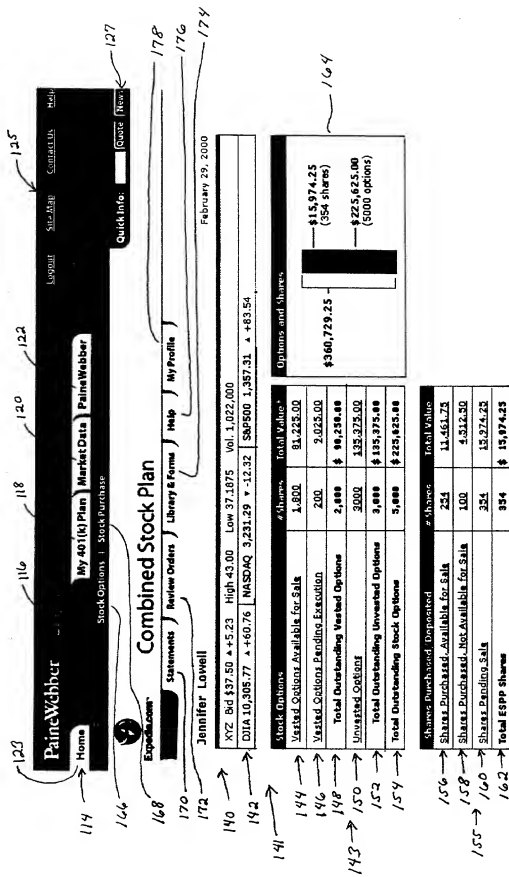 PaineWebber
Logout Site Map Contact Us Help
Home My 401(k) Plan Market Data PaineWebber
Stock Options | Stock Purchase
Quick Info: Quote News
Expedia.com
Combined Stock Plan
Statements Review Orders Library & Forms Help My Profile
Jennifer Lowell
February 29, 2000
XYZ Bid $37.50 ▲ +5.23 High 43.00 Low 37.1875 Vol. 1,022,000
DJIA 10,305.77 ▲ +60.76 NASDAQ 3,231.29 ▼ -12.32 S&P500 1,357.31 ▲ +83.54
Stock Options # Shares Total Value*
Vested Options Available for Sale 1,800 81,225.00
Vested Options Pending Execution 200 9,025.00
Total Outstanding Vested Options 2,000 $ 90,250.00
Unvested Options 3000 135,375.00
Total Outstanding Unvested Options 3,000 $135,375.00
Total Outstanding Stock Options 5,000 $225,625.00
Options and Shares
$360,729.25
$15,974.25
(354 shares)
$225,625.00
(5000 options)
Shares Purchased/Deposited # Shares Total Value
Shares Purchased, Available for Sale 254 11,461.75
Shares Purchased, Not Available for Sale 100 4,512.50
Shares Pending Sale 354 15,974.25
Total ESPP Shares 354 $ 15,974.25
123
114
166
168
170
172
140
142
141
144
146
148
143
150
152
154
156
158
155
160
162
116
118
120
122
125
127
178
176
174
164